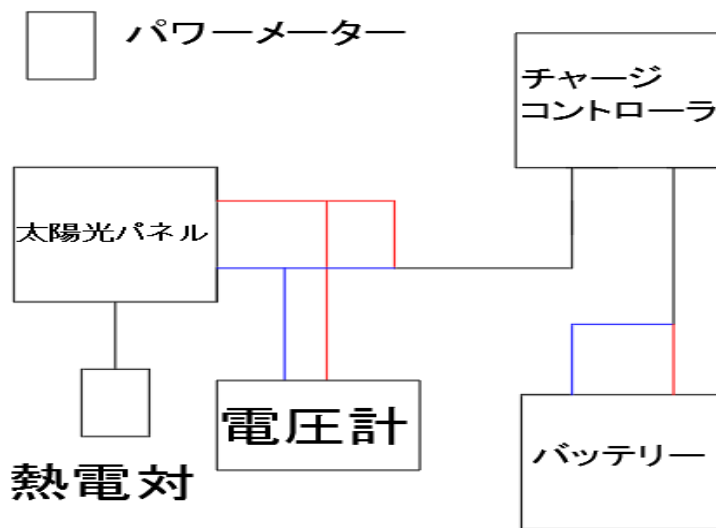 パワーメーター
チャージ
コントローラ
太陽光パネル
電圧計
バッテリー
熱電対